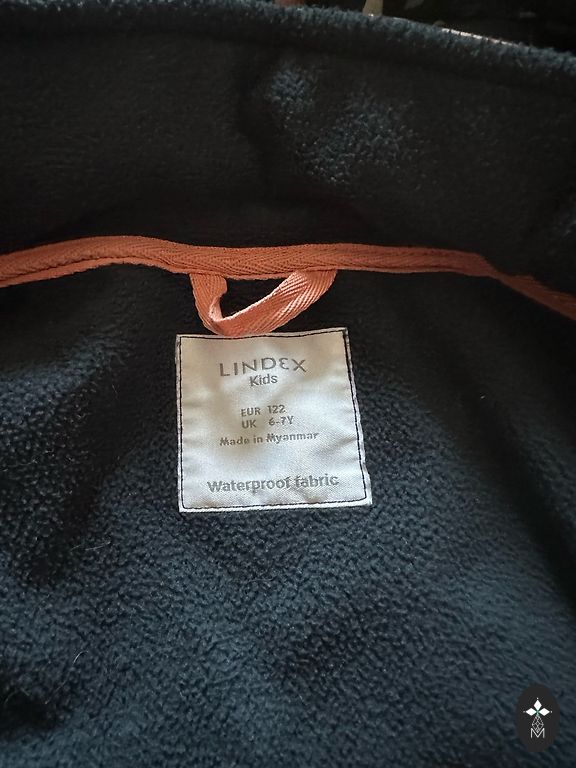 LINDEX
Kids
EUR 122
UK 6-7Y
Made in Myanmar
Waterproof fabric
M